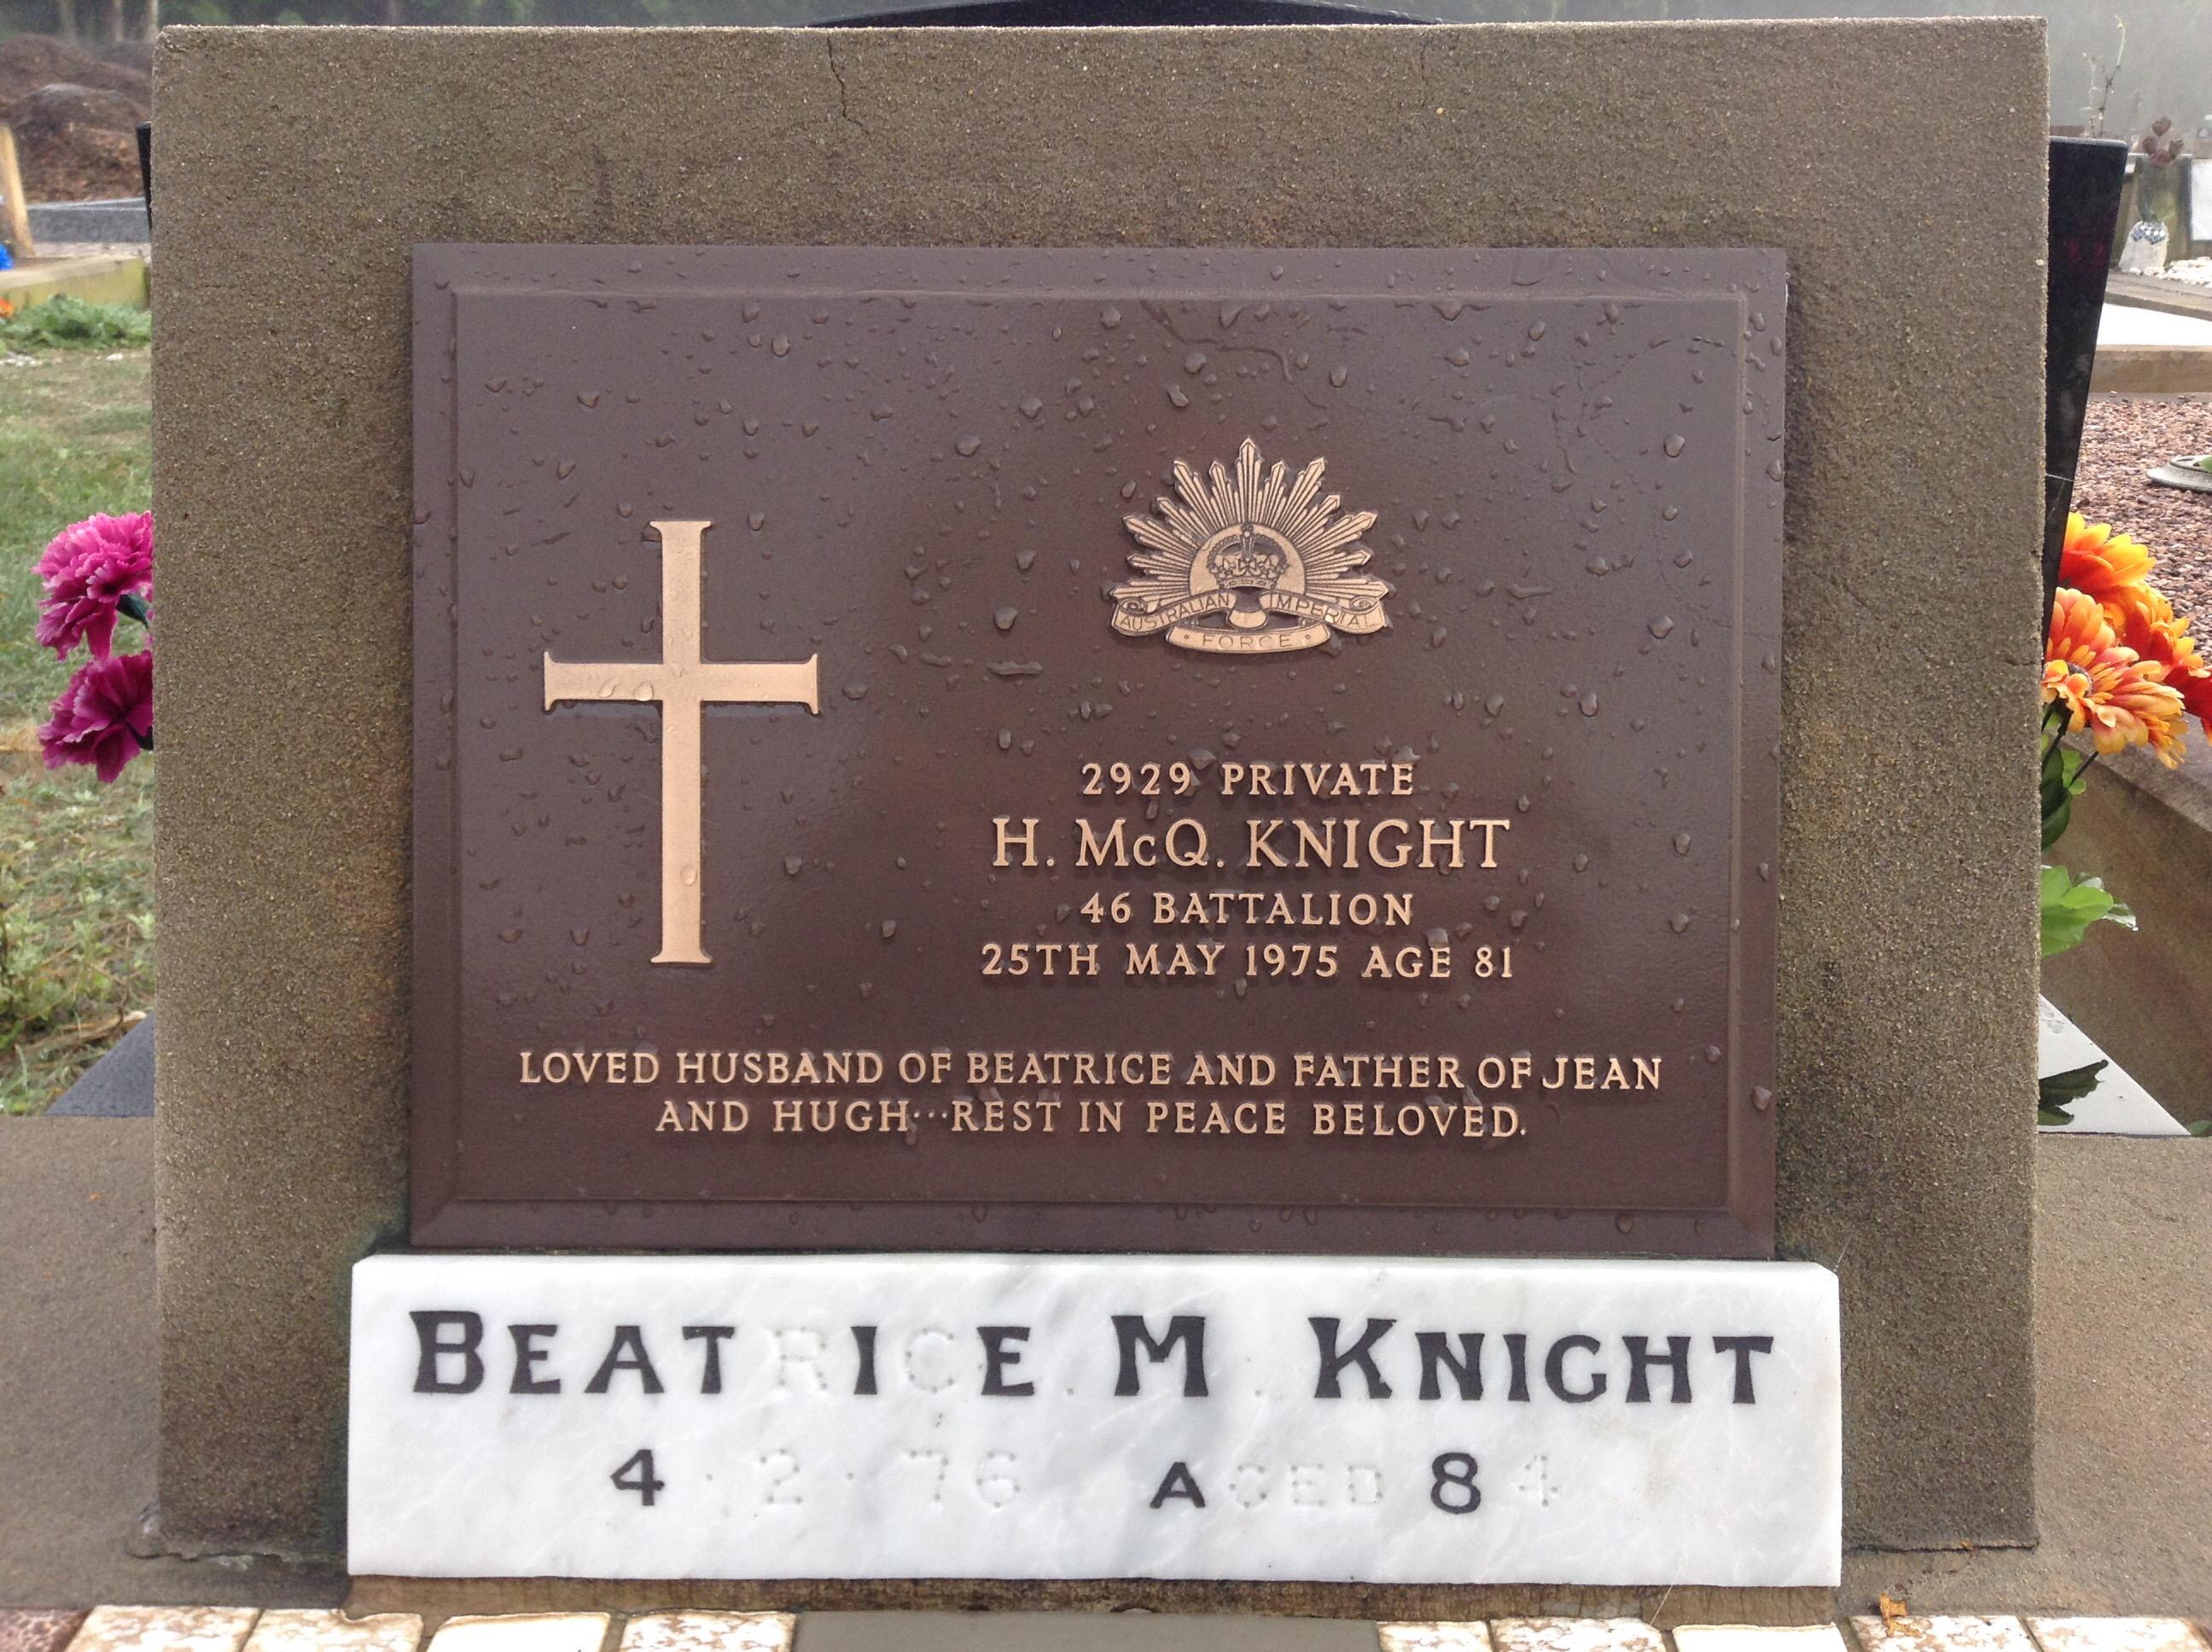 AUSTRALIAN IMPERIAL
FORCE
2929 PRIVATE
H. McQ. KNIGHT
46 BATTALION
25TH MAY 1975 AGE 81
LOVED HUSBAND OF BEATRICE AND FATHER OF JEAN
AND HUGH...REST IN PEACE BELOVED.
BEATRICE. M. KNIGHT
4.2.76 AGED 84